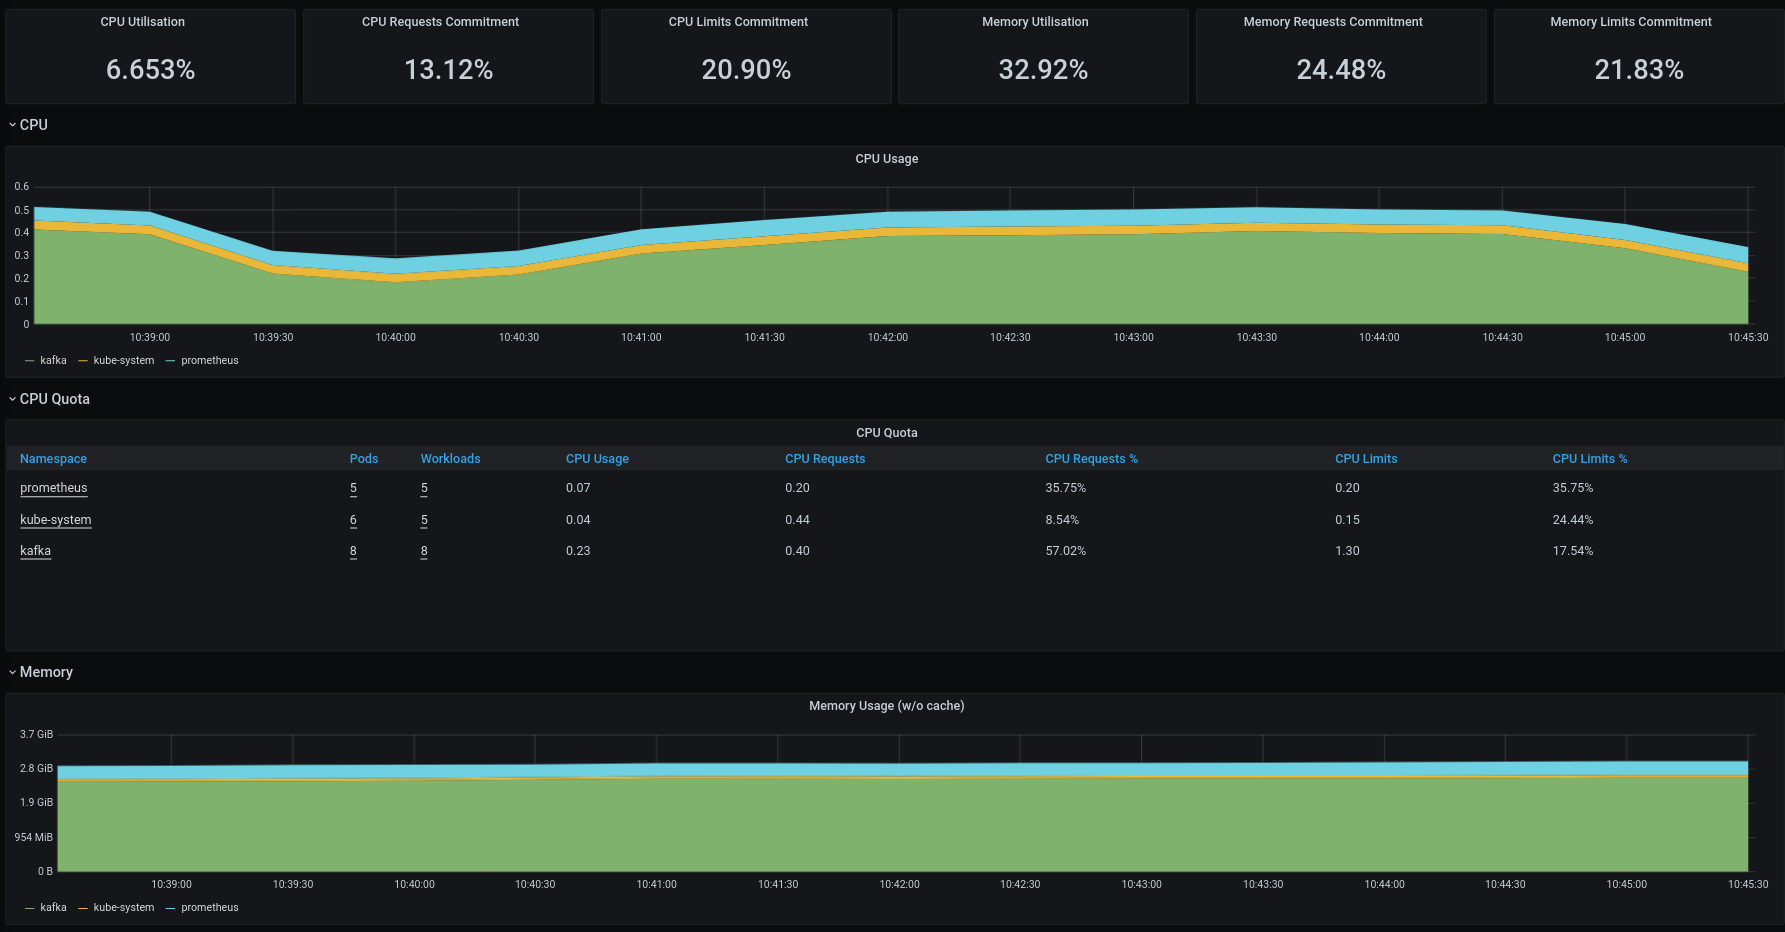 CPU Utilisation CPU Requests Commitment CPU Limits Commitment Memory Utilisation Memory Requests Commitment Memory Limits Commitment
6.653% 13.12% 20.90% 32.92% 24.48% 21.83%
CPU
CPU Usage
0.6
0.5
0.4
0.3
0.2
0.1
0
10:39:00 10:39:30 10:40:00 10:40:30 10:41:00 10:41:30 10:42:00 10:42:30 10:43:00 10:43:30 10:44:00 10:44:30 10:45:00 10:45:30
kafka kube-system prometheus
CPU Quota
CPU Quota
Namespace Pods Workloads CPU Usage CPU Requests CPU Requests % CPU Limits CPU Limits %
prometheus 5 5 0.07 0.20 35.75% 0.20 35.75%
kube-system 6 5 0.04 0.44 8.54% 0.15 24.44%
kafka 8 8 0.23 0.40 57.02% 1.30 17.54%
Memory
Memory Usage (w/o cache)
3.7 GiB
2.8 GiB
1.9 GiB
954 MiB
0 B
10:39:00 10:39:30 10:40:00 10:40:30 10:41:00 10:41:30 10:42:00 10:42:30 10:43:00 10:43:30 10:44:00 10:44:30 10:45:00 10:45:30
kafka kube-system prometheus